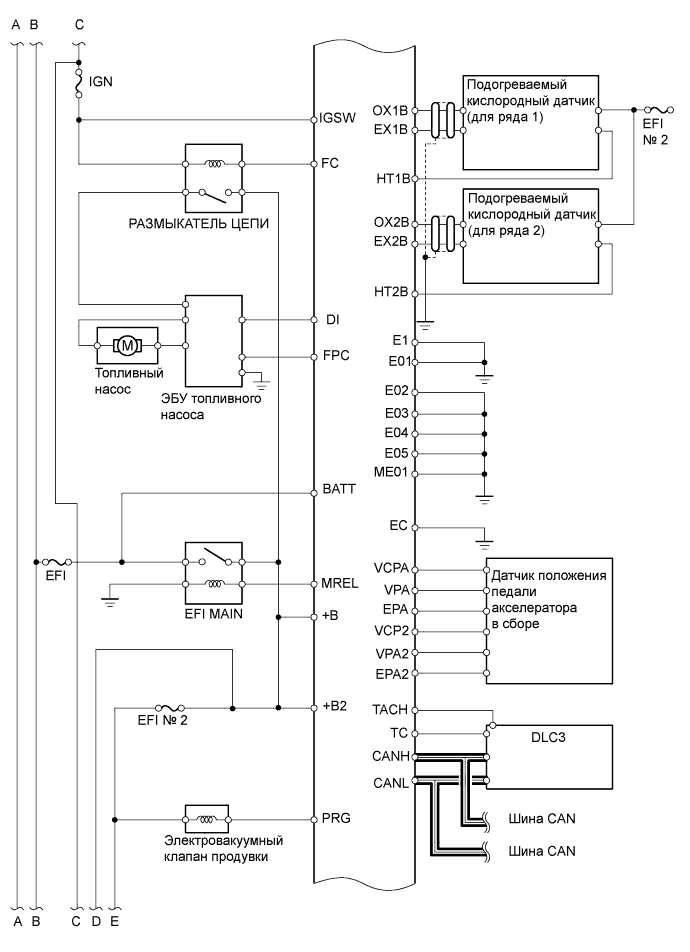 A B C
IGN
IGSW
FC
РАЗМЫКАТЕЛЬ ЦЕПИ
DI
M
FPC
Топливный
насос
ЭБУ топливного
насоса
BATT
EFI
MREL
EFI MAIN
+B
+B2
EFI № 2
PRG
Электровакуумный
клапан продувки
A B C D E
OX1B
EX1B
Подогреваемый
кислородный датчик
(для ряда 1)
EFI
№ 2
HT1B
OX2B
EX2B
Подогреваемый
кислородный датчик
(для ряда 2)
HT2B
E1
E01
E02
E03
E04
E05
ME01
EC
VCPA
VPA
EPA
VCP2
VPA2
EPA2
Датчик положения
педали
акселератора
в сборе
TACH
TC
CANH
CANL
DLC3
Шина CAN
Шина CAN